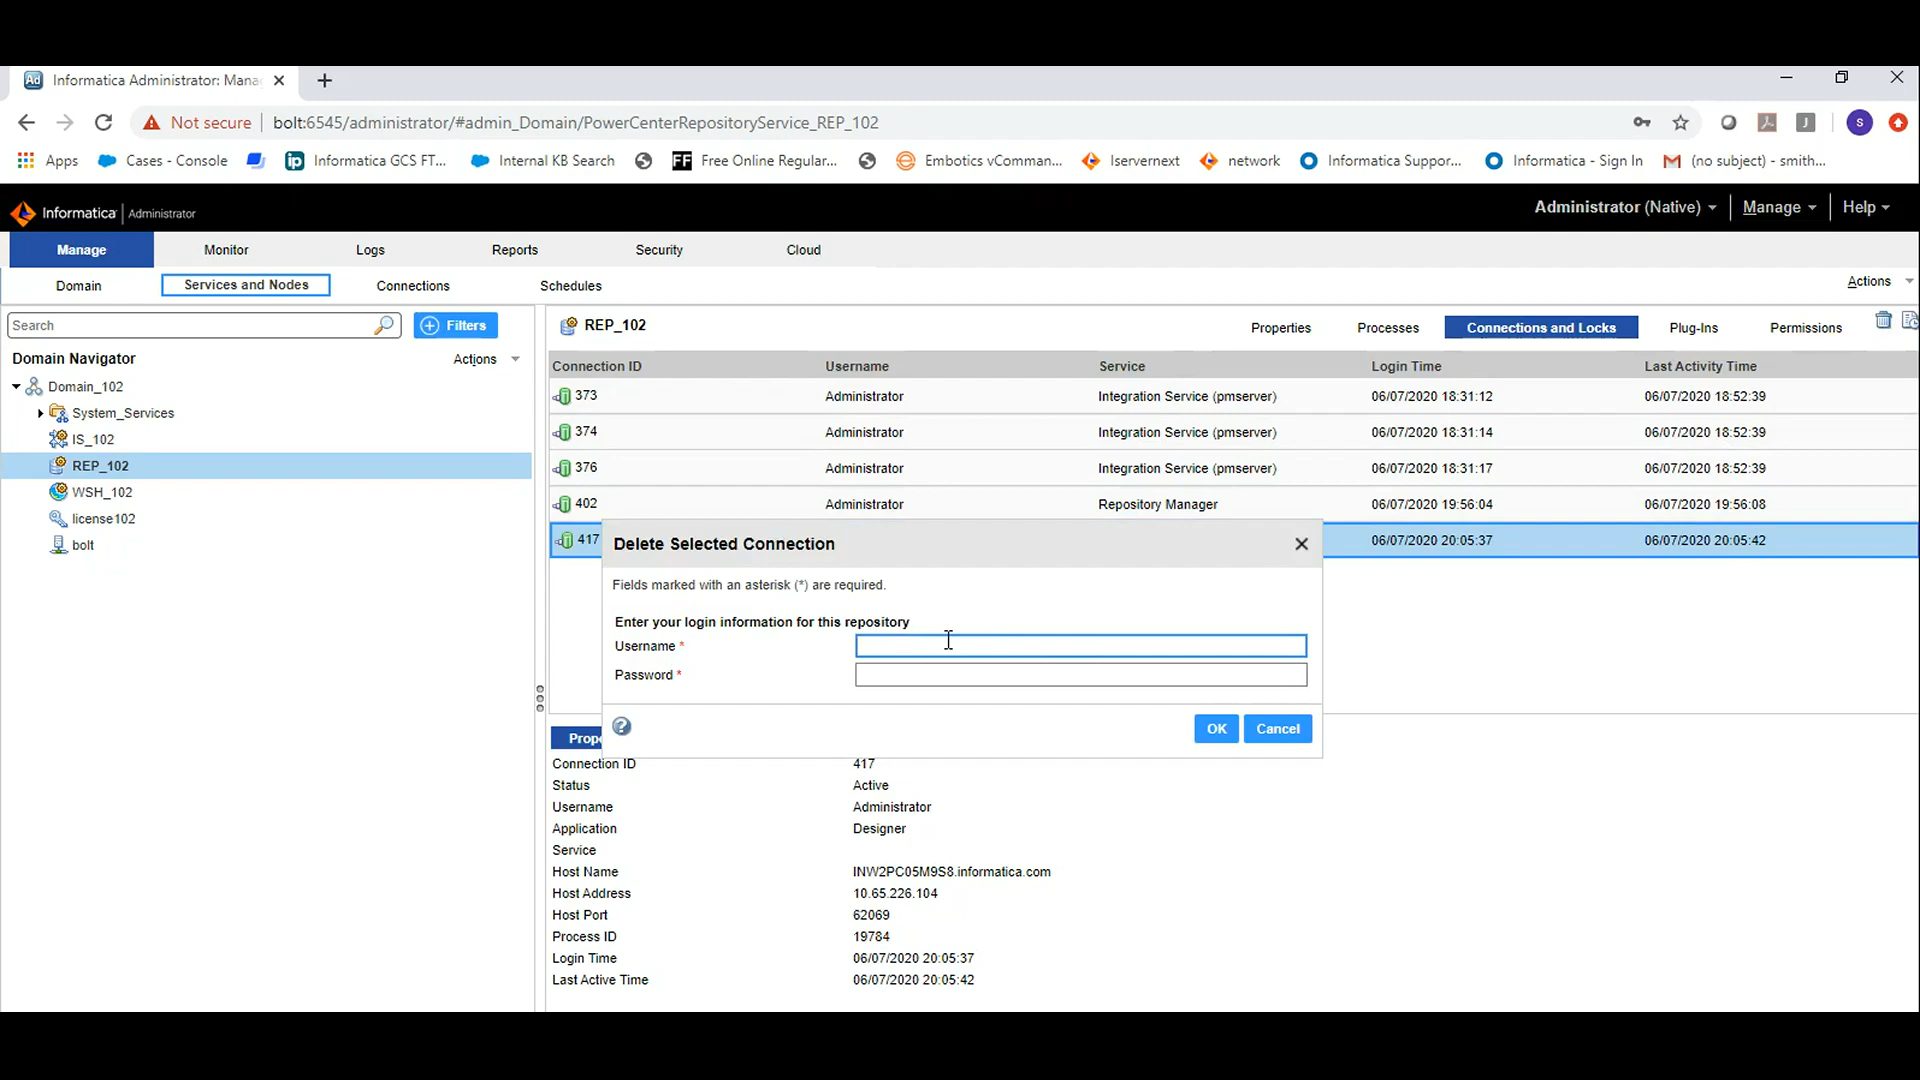 Ad Informatica Administrator: Mana
Not secure | bolt:6545/administrator/#admin_Domain/PowerCenterRepositoryService_REP_102 S
Apps Cases - Console ip Informatica GCS FT... Internal KB Search FF Free Online Regular... Embotics vComman... Iservernext network Informatica Suppor... Informatica - Sign In (no subject) - smith...
Informatica | Administrator Administrator (Native) Manage Help
Manage Monitor Logs Reports Security Cloud
Domain Services and Nodes Connections Schedules Actions
Search Filters REP_102 Properties Processes Connections and Locks Plug-Ins Permissions
Domain Navigator Actions Connection ID Username Service Login Time Last Activity Time
Domain_102 373 Administrator Integration Service (pmserver) 06/07/2020 18:31:12 06/07/2020 18:52:39
System_Services
IS_102 374 Administrator Integration Service (pmserver) 06/07/2020 18:31:14 06/07/2020 18:52:39
REP_102 376 Administrator Integration Service (pmserver) 06/07/2020 18:31:17 06/07/2020 18:52:39
WSH_102 402 Administrator Repository Manager 06/07/2020 19:56:04 06/07/2020 19:56:08
license102
bolt 417 Delete Selected Connection 06/07/2020 20:05:37 06/07/2020 20:05:42
Fields marked with an asterisk (*) are required.
Enter your login information for this repository
Username *
Password *
OK Cancel
Prope
Connection ID 417
Status Active
Username Administrator
Application Designer
Service
Host Name INW2PC05M9S8.informatica.com
Host Address 10.65.226.104
Host Port 62069
Process ID 19784
Login Time 06/07/2020 20:05:37
Last Active Time 06/07/2020 20:05:42